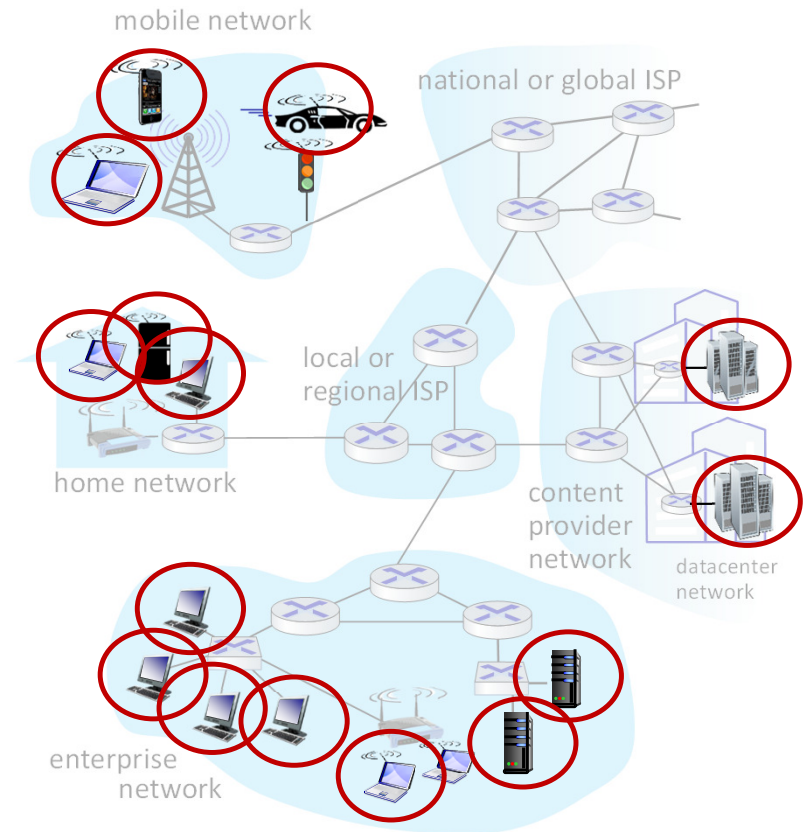 mobile network
national or global ISP
local or
regional ISP
home network
content
provider
network
datacenter
network
enterprise
network